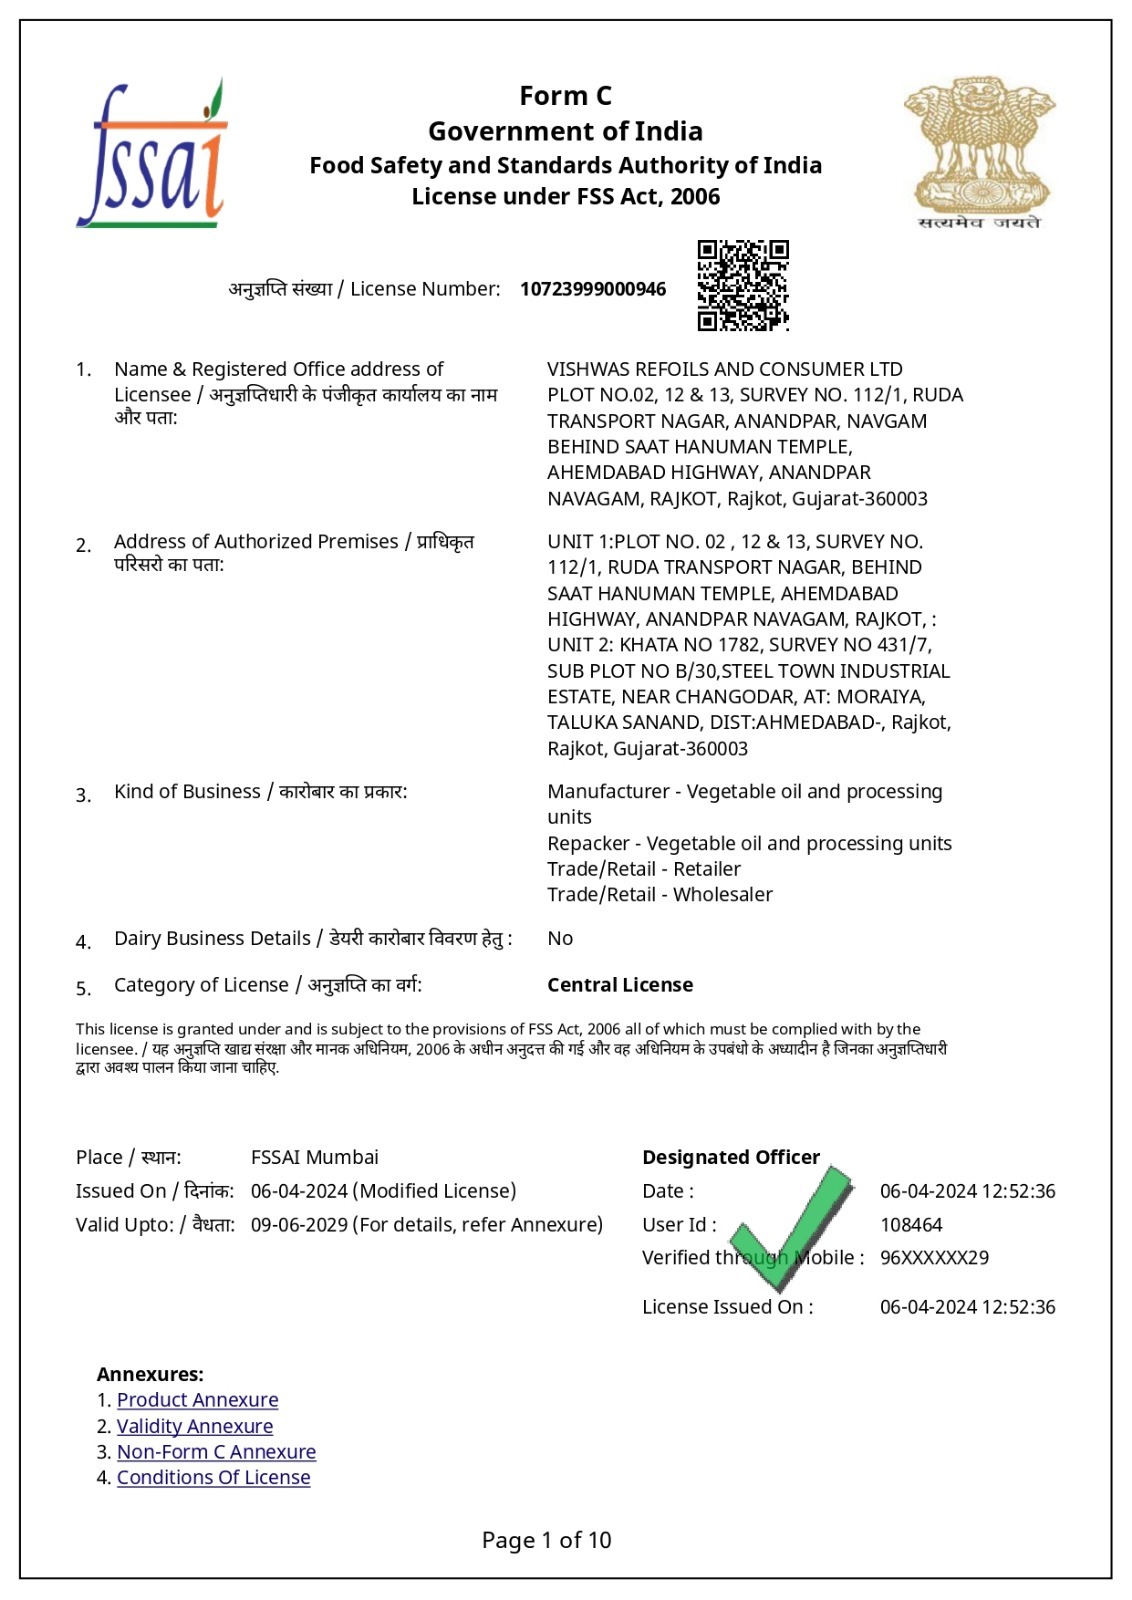 fssai
Form C
Government of India
Food Safety and Standards Authority of India
License under FSS Act, 2006
सत्यमेव जयते
अनुज्ञप्ति संख्या / License Number: 10723999000946
1. Name & Registered Office address of
Licensee / अनुज्ञप्तिधारी के पंजीकृत कार्यालय का नाम
और पता:
VISHWAS REFOILS AND CONSUMER LTD
PLOT NO.02, 12 & 13, SURVEY NO. 112/1, RUDA
TRANSPORT NAGAR, ANANDPAR, NAVGAM
BEHIND SAAT HANUMAN TEMPLE,
AHEMDABAD HIGHWAY, ANANDPAR
NAVAGAM, RAJKOT, Rajkot, Gujarat-360003
2. Address of Authorized Premises / प्राधिकृत
परिसरो का पता:
UNIT 1:PLOT NO. 02 , 12 & 13, SURVEY NO.
112/1, RUDA TRANSPORT NAGAR, BEHIND
SAAT HANUMAN TEMPLE, AHEMDABAD
HIGHWAY, ANANDPAR NAVAGAM, RAJKOT, :
UNIT 2: KHATA NO 1782, SURVEY NO 431/7,
SUB PLOT NO B/30,STEEL TOWN INDUSTRIAL
ESTATE, NEAR CHANGODAR, AT: MORAIYA,
TALUKA SANAND, DIST:AHMEDABAD-, Rajkot,
Rajkot, Gujarat-360003
3. Kind of Business / कारोबार का प्रकार:
Manufacturer - Vegetable oil and processing
units
Repacker - Vegetable oil and processing units
Trade/Retail - Retailer
Trade/Retail - Wholesaler
4. Dairy Business Details / डेयरी कारोबार विवरण हेतु : No
5. Category of License / अनुज्ञप्ति का वर्ग: Central License
This license is granted under and is subject to the provisions of FSS Act, 2006 all of which must be complied with by the
licensee. / यह अनुज्ञप्ति खाद्य संरक्षा और मानक अधिनियम, 2006 के अधीन अनुदत्त की गई और वह अधिनियम के उपबंधो के अध्यादीन है जिनका अनुज्ञप्तिधारी
द्वारा अवश्य पालन किया जाना चाहिए.
Place / स्थान: FSSAI Mumbai
Issued On / दिनांक: 06-04-2024 (Modified License)
Valid Upto: / वैधता: 09-06-2029 (For details, refer Annexure)
Designated Officer
Date : 06-04-2024 12:52:36
User Id : 108464
Verified through Mobile : 96XXXXXX29
License Issued On : 06-04-2024 12:52:36
Annexures:
1. Product Annexure
2. Validity Annexure
3. Non-Form C Annexure
4. Conditions Of License
Page 1 of 10